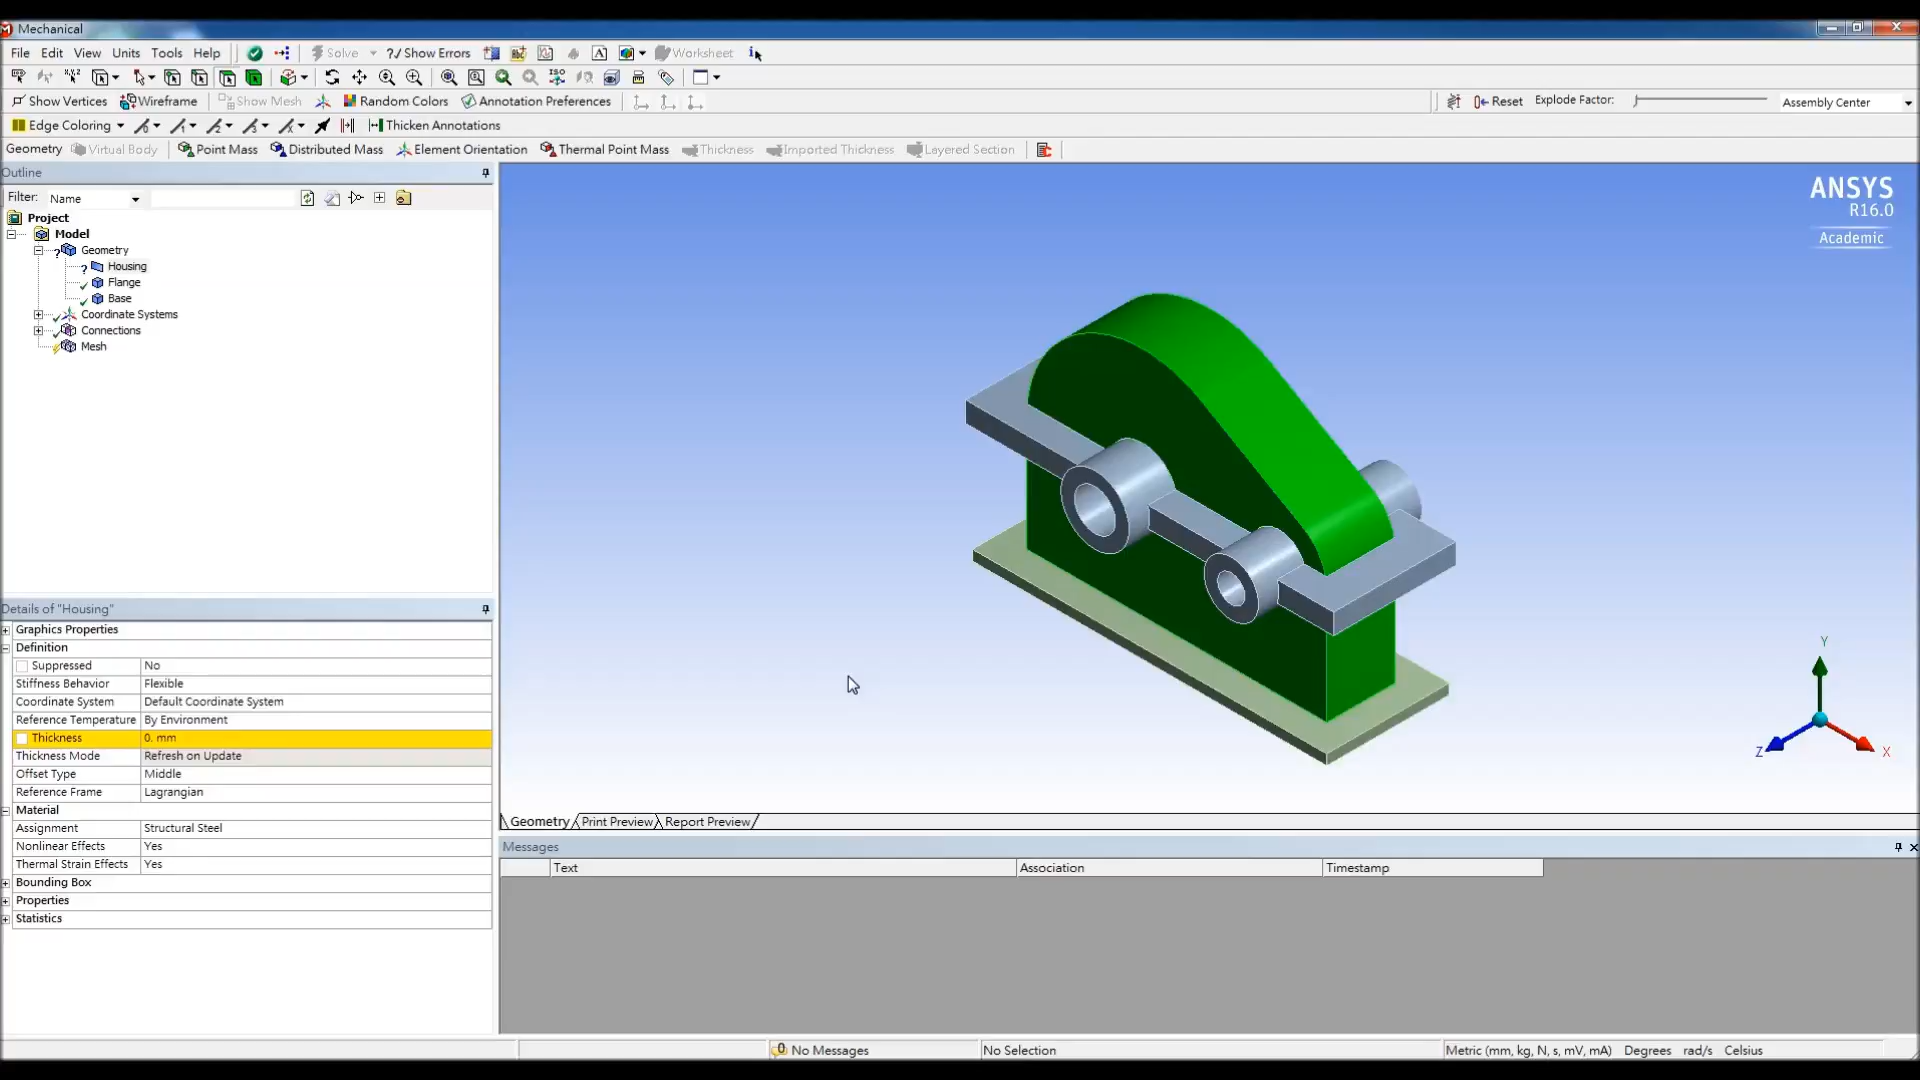 Mechanical
File Edit View Units Tools Help Solve ?/ Show Errors A Worksheet
ISO
Show Vertices Wireframe Show Mesh Random Colors Annotation Preferences Reset Explode Factor: Assembly Center
Edge Coloring Thicken Annotations
Geometry Virtual Body Point Mass Distributed Mass Element Orientation Thermal Point Mass Thickness Imported Thickness Layered Section
Outline
Filter: Name
Project
Model
Geometry
Housing
Flange
Base
Coordinate Systems
Connections
Mesh
ANSYS
R16.0
Academic
Y
Z
X
Details of "Housing"
Graphics Properties
Definition
Suppressed No
Stiffness Behavior Flexible
Coordinate System Default Coordinate System
Reference Temperature By Environment
Thickness 0. mm
Thickness Mode Refresh on Update
Offset Type Middle
Reference Frame Lagrangian
Material
Assignment Structural Steel
Nonlinear Effects Yes
Thermal Strain Effects Yes
Bounding Box
Properties
Statistics
Geometry Print Preview Report Preview
Messages
Text Association Timestamp
No Messages No Selection Metric (mm, kg, N, s, mV, mA) Degrees rad/s Celsius